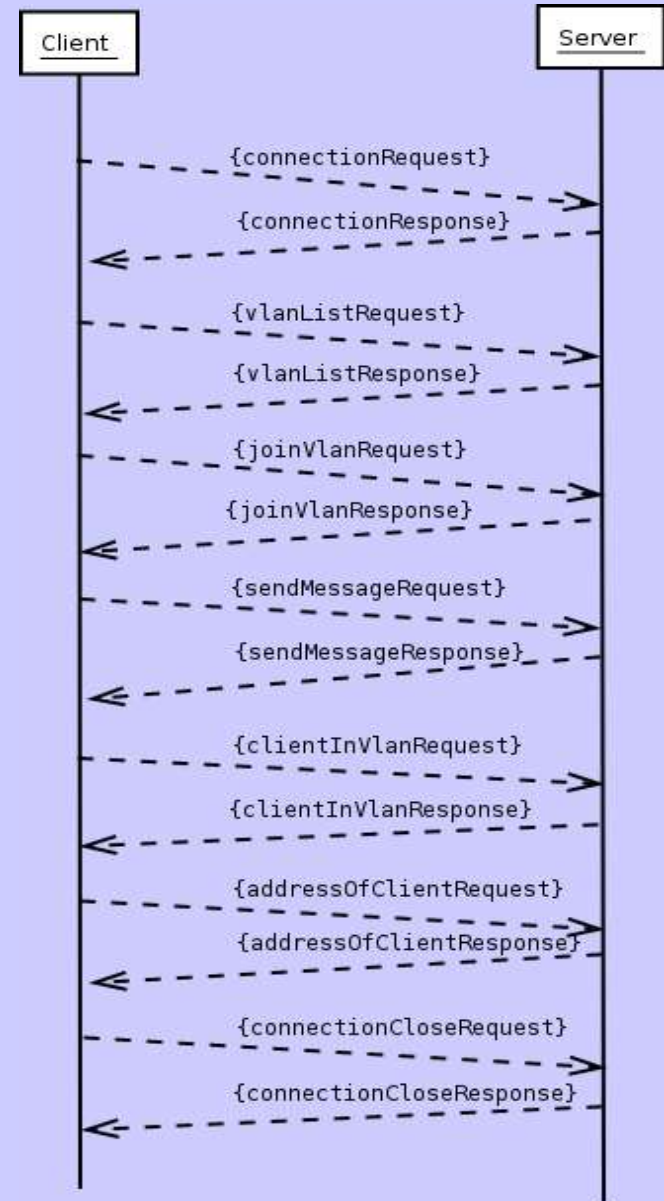 Client
Server
{connectionRequest}
{connectionResponse}
{vlanListRequest}
{vlanListResponse}
{joinVlanRequest}
{joinVlanResponse}
{sendMessageRequest}
{sendMessageResponse}
{clientInVlanRequest}
{clientInVlanResponse}
{addressOfClientRequest}
{addressOfClientResponse}
{connectionCloseRequest}
{connectionCloseResponse}